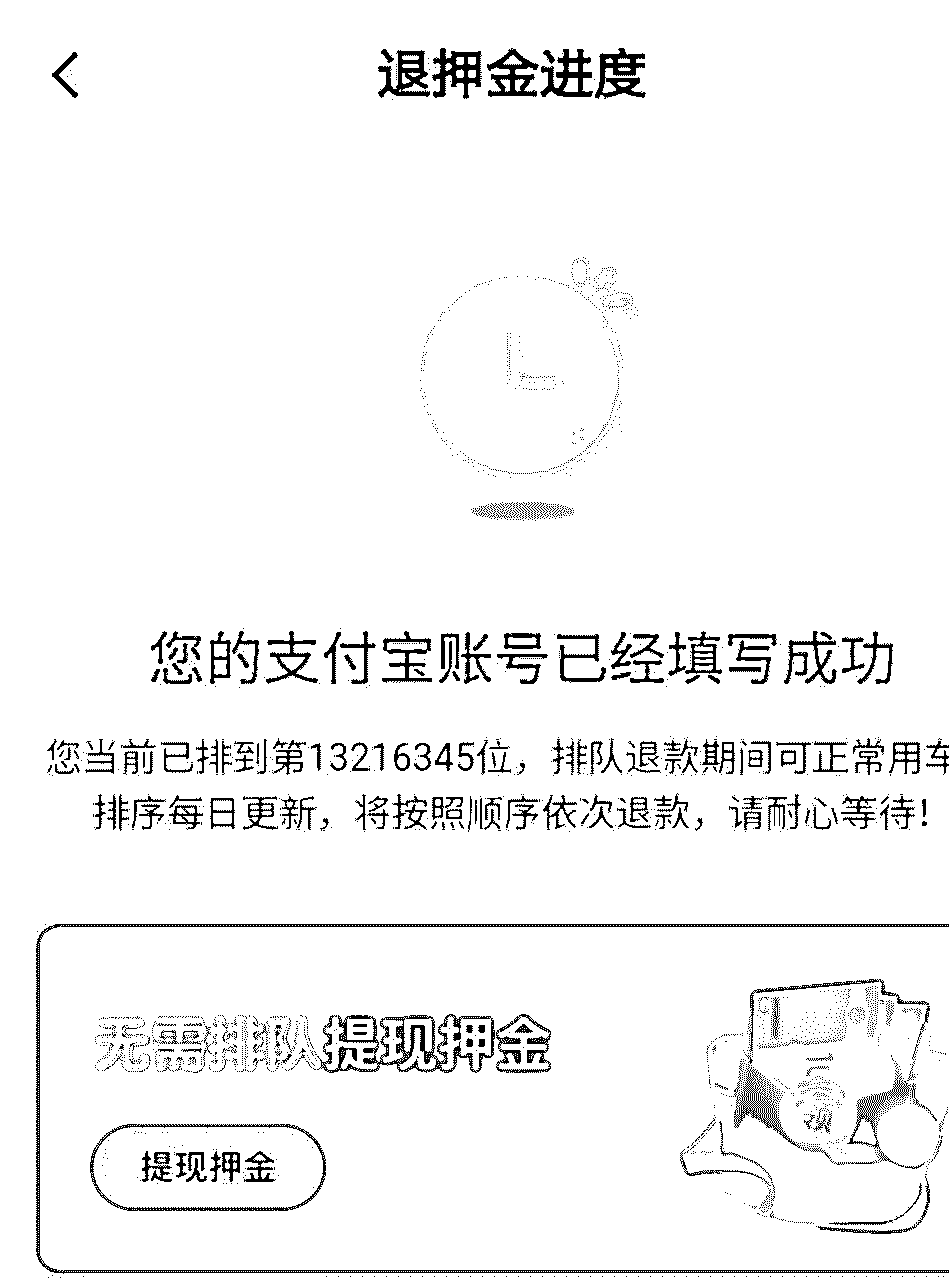 退押金进度
您的支付宝账号已经填写成功
您当前已排到第13216345位，排队退款期间可正常用车
排序每日更新，将按照顺序依次退款，请耐心等待！
无需排队提现押金
提现押金